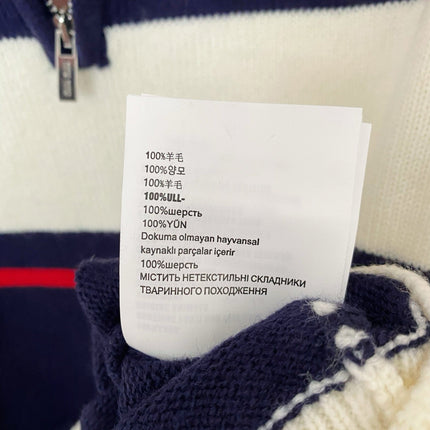 100%羊毛
100%양모
100%羊毛
100%ULL-
100%шерсть
100%YÜN
Dokuma olmayan hayvansal
kaynaklı parçalar içerir
100%шерсть
МІСТИТЬ НЕТЕКСТИЛЬНІ СКЛАДНИКИ
ТВАРИННОГО ПОХОДЖЕННЯ